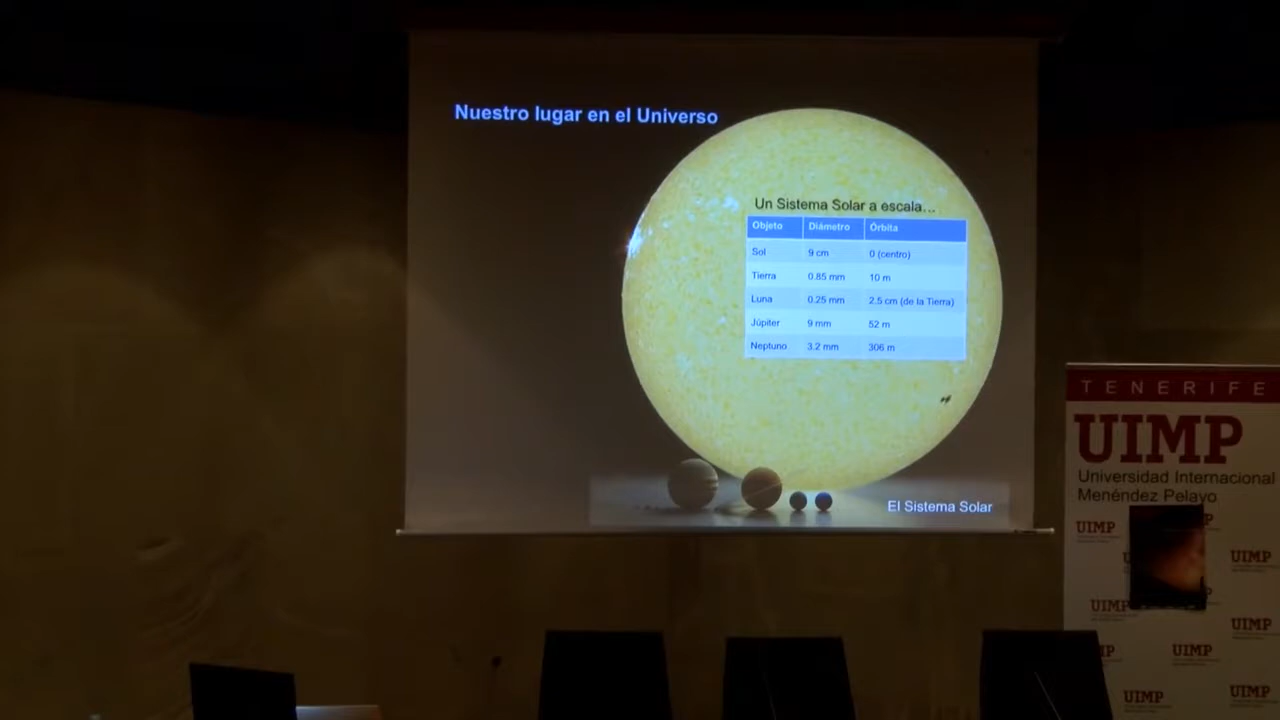 Nuestro lugar en el Universo
Un Sistema Solar a escala...
Objeto Diámetro Órbita
Sol 9 cm 0 (centro)
Tierra 0.85 mm 10 m
Luna 0.25 mm 2.5 cm (de la Tierra)
Júpiter 9 mm 52 m
Neptuno 3.2 mm 306 m
El Sistema Solar
TENERIFE
UIMP
Universidad Internacional
Menéndez Pelayo
UIMP
UIMP
UIMP
UIMP
UIMP
UIMP
UIMP